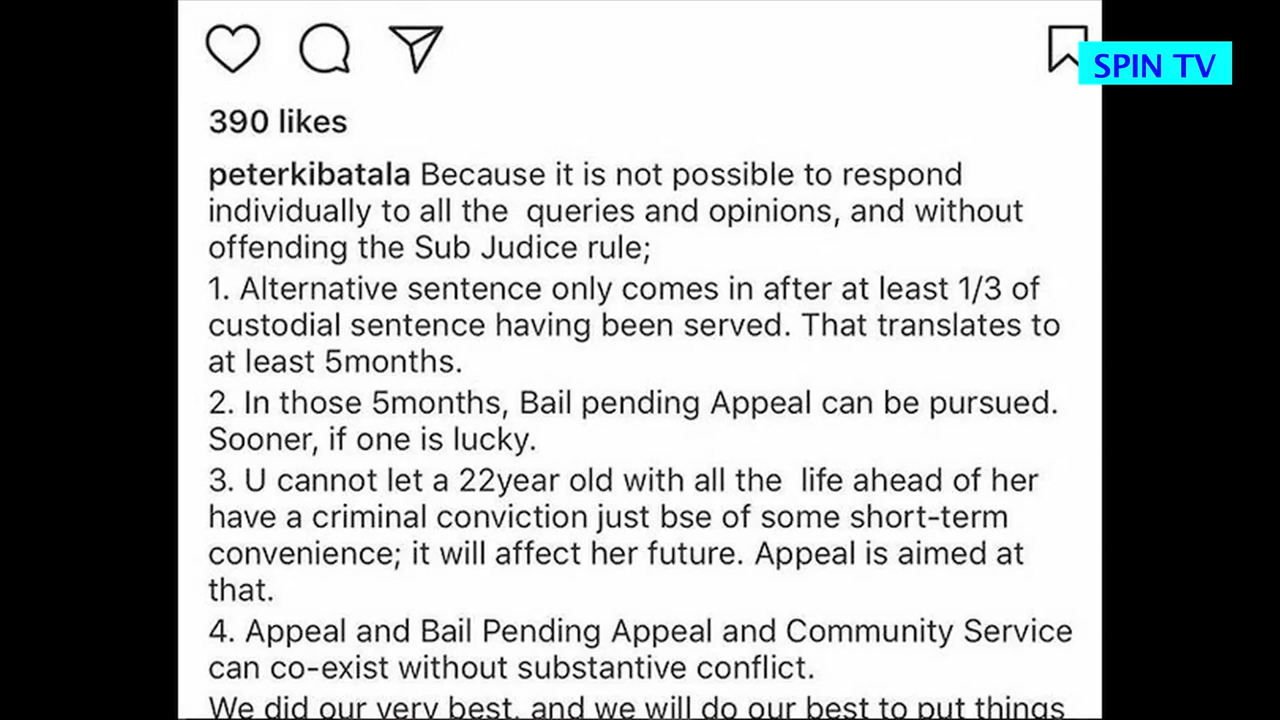 SPIN TV
390 likes
peterkibatala Because it is not possible to respond
individually to all the queries and opinions, and without
offending the Sub Judice rule;
1. Alternative sentence only comes in after at least 1/3 of
custodial sentence having been served. That translates to
at least 5months.
2. In those 5months, Bail pending Appeal can be pursued.
Sooner, if one is lucky.
3. U cannot let a 22year old with all the life ahead of her
have a criminal conviction just bse of some short-term
convenience; it will affect her future. Appeal is aimed at
that.
4. Appeal and Bail Pending Appeal and Community Service
can co-exist without substantive conflict.
We did our very best, and we will do our best to put things